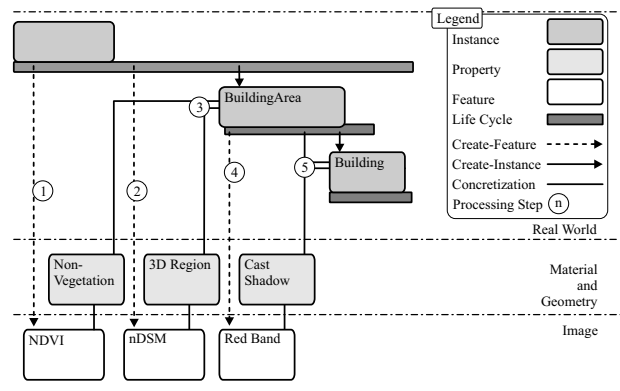 Legend
Instance
Property
Feature
Life Cycle
Create-Feature
Create-Instance
Concretization
Processing Step n
BuildingArea
3
Building
5
4
1
2
Real World
Non-
Vegetation
3D Region
Cast
Shadow
Material
and
Geometry
Image
NDVI
nDSM
Red Band